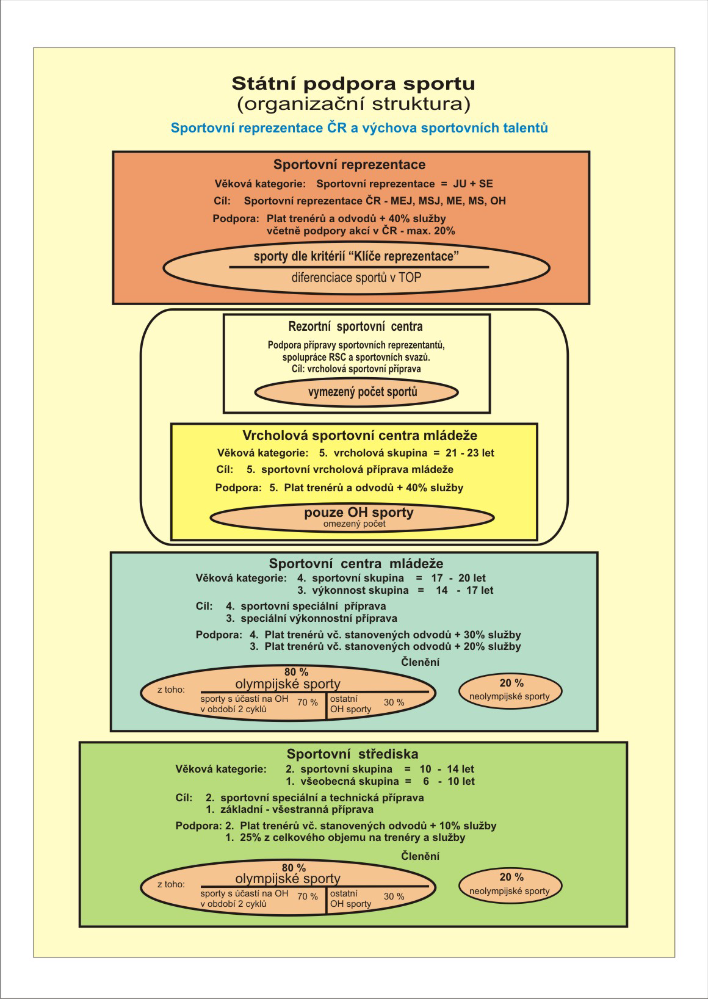 Státní podpora sportu
(organizační struktura)
Sportovní reprezentace ČR a výchova sportovních talentů
Sportovní reprezentace
Věková kategorie: Sportovní reprezentace = JU + SE
Cíl: Sportovní reprezentace ČR - MEJ, MSJ, ME, MS, OH
Podpora: Plat trenérů a odvodů + 40% služby
včetně podpory akcí v ČR - max. 20%
sporty dle kritérií “Klíče reprezentace”
diferenciace sportů v TOP
Rezortní sportovní centra
Podpora přípravy sportovních reprezentantů,
spolupráce RSC a sportovních svazů.
Cíl: vrcholová sportovní příprava
vymezený počet sportů
Vrcholová sportovní centra mládeže
Věková kategorie: 5. vrcholová skupina = 21 - 23 let
Cíl: 5. sportovní vrcholová příprava mládeže
Podpora: 5. Plat trenérů a odvodů + 40% služby
pouze OH sporty
omezený počet
Sportovní centra mládeže
Věková kategorie: 4. sportovní skupina = 17 - 20 let
3. výkonnost skupina = 14 - 17 let
Cíl: 4. sportovní speciální příprava
3. speciální výkonnostní příprava
Podpora: 4. Plat trenérů vč. stanovených odvodů + 30% služby
3. Plat trenérů vč. stanovených odvodů + 20% služby
Členění
80 %
olympijské sporty
z toho:
sporty s účastí na OH
v období 2 cyklů
70 %
ostatní
OH sporty
30 %
20 %
neolympijské sporty
Sportovní střediska
Věková kategorie: 2. sportovní skupina = 10 - 14 let
1. všeobecná skupina = 6 - 10 let
Cíl: 2. sportovní speciální a technická příprava
1. základní - všestranná příprava
Podpora: 2. Plat trenérů vč. stanovených odvodů + 10% služby
1. 25% z celkového objemu na trenéry a služby
Členění
80 %
olympijské sporty
z toho:
sporty s účastí na OH
v období 2 cyklů
70 %
ostatní
OH sporty
30 %
20 %
neolympijské sporty